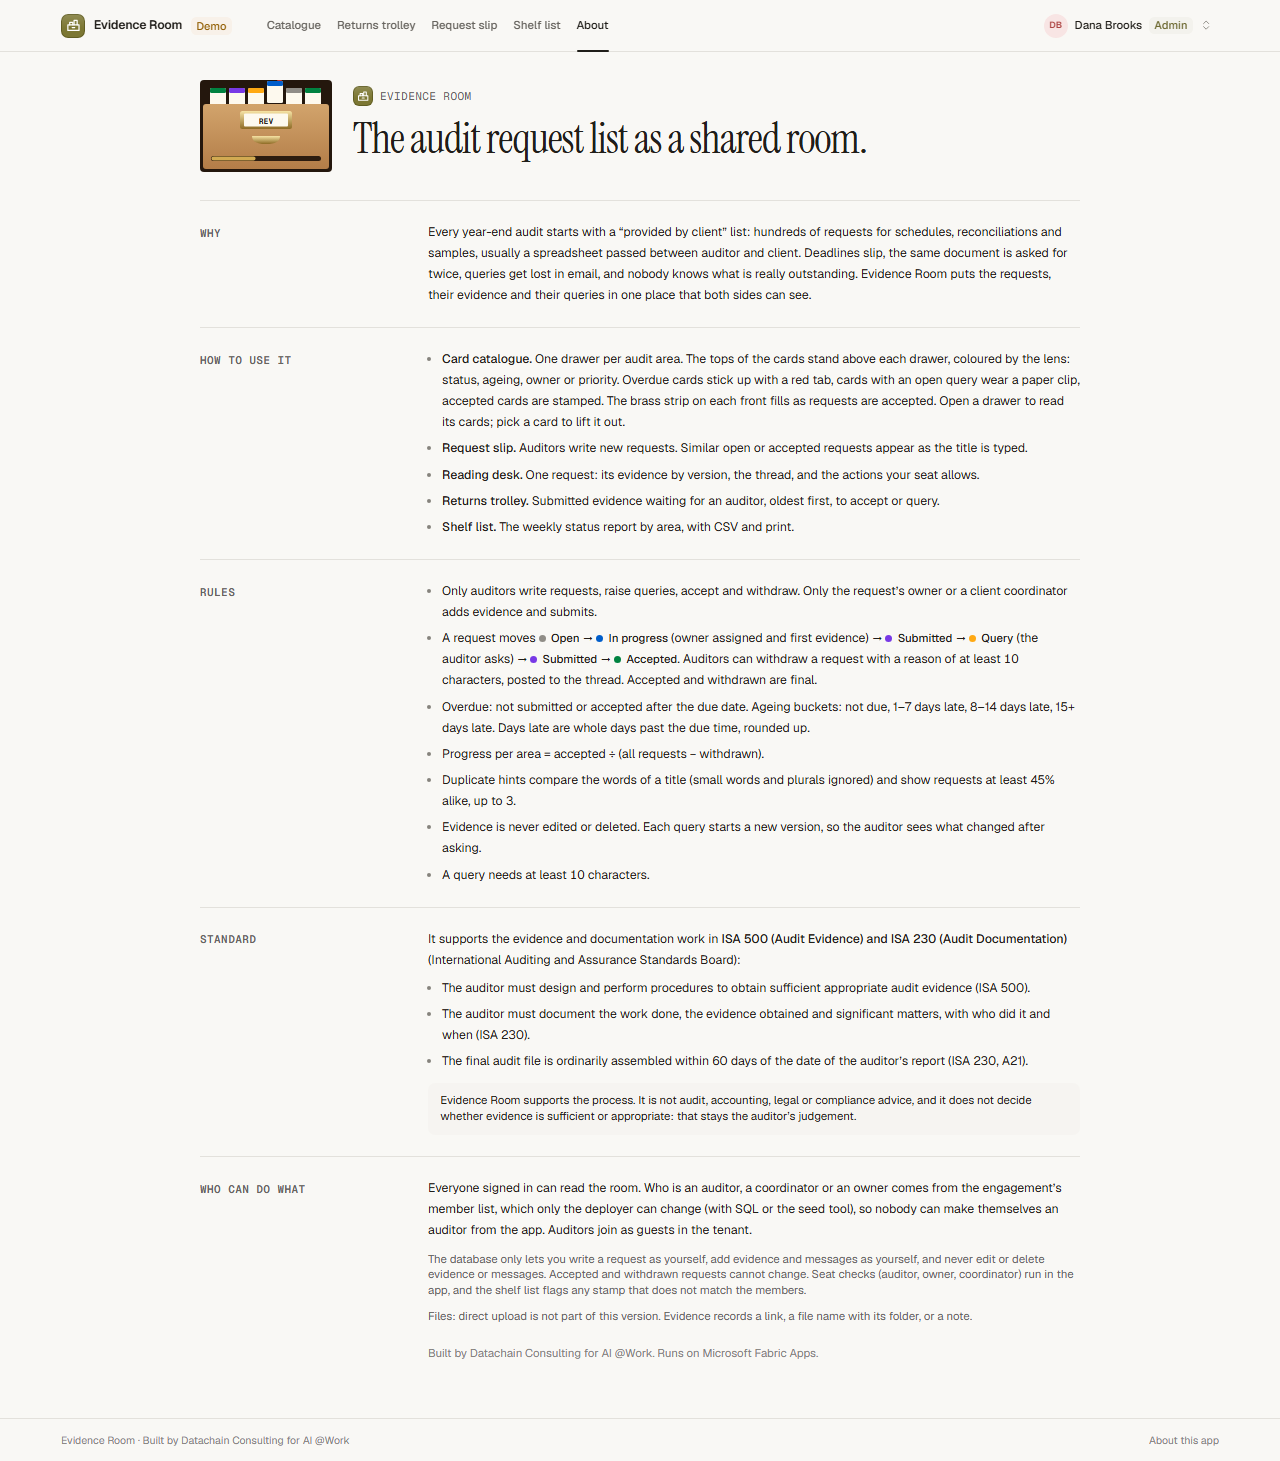 Evidence Room Demo Catalogue Returns trolley Request slip Shelf list About DB Dana Brooks Admin
REV
EVIDENCE ROOM
The audit request list as a shared room.
WHY
Every year-end audit starts with a “provided by client” list: hundreds of requests for schedules, reconciliations and
samples, usually a spreadsheet passed between auditor and client. Deadlines slip, the same document is asked for
twice, queries get lost in email, and nobody knows what is really outstanding. Evidence Room puts the requests,
their evidence and their queries in one place that both sides can see.
HOW TO USE IT
• Card catalogue. One drawer per audit area. The tops of the cards stand above each drawer, coloured by the lens:
status, ageing, owner or priority. Overdue cards stick up with a red tab, cards with an open query wear a paper clip,
accepted cards are stamped. The brass strip on each front fills as requests are accepted. Open a drawer to read
its cards; pick a card to lift it out.
• Request slip. Auditors write new requests. Similar open or accepted requests appear as the title is typed.
• Reading desk. One request: its evidence by version, the thread, and the actions your seat allows.
• Returns trolley. Submitted evidence waiting for an auditor, oldest first, to accept or query.
• Shelf list. The weekly status report by area, with CSV and print.
RULES
• Only auditors write requests, raise queries, accept and withdraw. Only the request’s owner or a client coordinator
adds evidence and submits.
• A request moves Open → In progress (owner assigned and first evidence) → Submitted → Query (the
auditor asks) → Submitted → Accepted. Auditors can withdraw a request with a reason of at least 10
characters, posted to the thread. Accepted and withdrawn are final.
• Overdue: not submitted or accepted after the due date. Ageing buckets: not due, 1–7 days late, 8–14 days late, 15+
days late. Days late are whole days past the due time, rounded up.
• Progress per area = accepted ÷ (all requests − withdrawn).
• Duplicate hints compare the words of a title (small words and plurals ignored) and show requests at least 45%
alike, up to 3.
• Evidence is never edited or deleted. Each query starts a new version, so the auditor sees what changed after
asking.
• A query needs at least 10 characters.
STANDARD
It supports the evidence and documentation work in ISA 500 (Audit Evidence) and ISA 230 (Audit Documentation)
(International Auditing and Assurance Standards Board):
• The auditor must design and perform procedures to obtain sufficient appropriate audit evidence (ISA 500).
• The auditor must document the work done, the evidence obtained and significant matters, with who did it and
when (ISA 230).
• The final audit file is ordinarily assembled within 60 days of the date of the auditor’s report (ISA 230, A21).
Evidence Room supports the process. It is not audit, accounting, legal or compliance advice, and it does not decide
whether evidence is sufficient or appropriate: that stays the auditor’s judgement.
WHO CAN DO WHAT
Everyone signed in can read the room. Who is an auditor, a coordinator or an owner comes from the engagement’s
member list, which only the deployer can change (with SQL or the seed tool), so nobody can make themselves an
auditor from the app. Auditors join as guests in the tenant.
The database only lets you write a request as yourself, add evidence and messages as yourself, and never edit or delete
evidence or messages. Accepted and withdrawn requests cannot change. Seat checks (auditor, owner, coordinator) run in the
app, and the shelf list flags any stamp that does not match the members.
Files: direct upload is not part of this version. Evidence records a link, a file name with its folder, or a note.
Built by Datachain Consulting for AI @Work. Runs on Microsoft Fabric Apps.
Evidence Room · Built by Datachain Consulting for AI @Work About this app